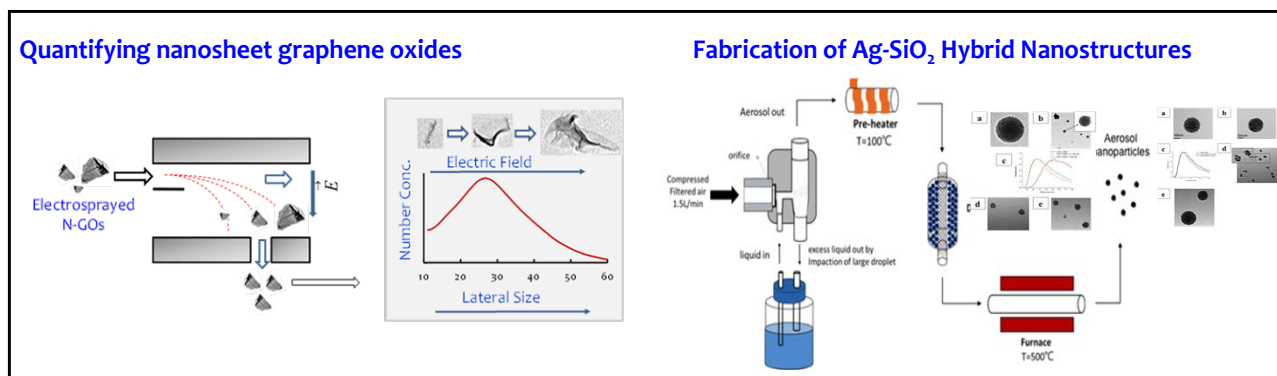 Quantifying nanosheet graphene oxides
Fabrication of Ag-SiO₂ Hybrid Nanostructures
Electrosprayed
N-GOs
E
Electric Field
Number Conc.
10 20 30 40 50 60
Lateral Size
Aerosol out
orifice
Compressed
Filtered air
1.5L/min
liquid in
excess liquid out by
Impaction of large droplet
Pre-heater
T=100℃
a
b
c
d
e
Furnace
T=500℃
Aerosol
nanoparticles
a
b
c
d
e